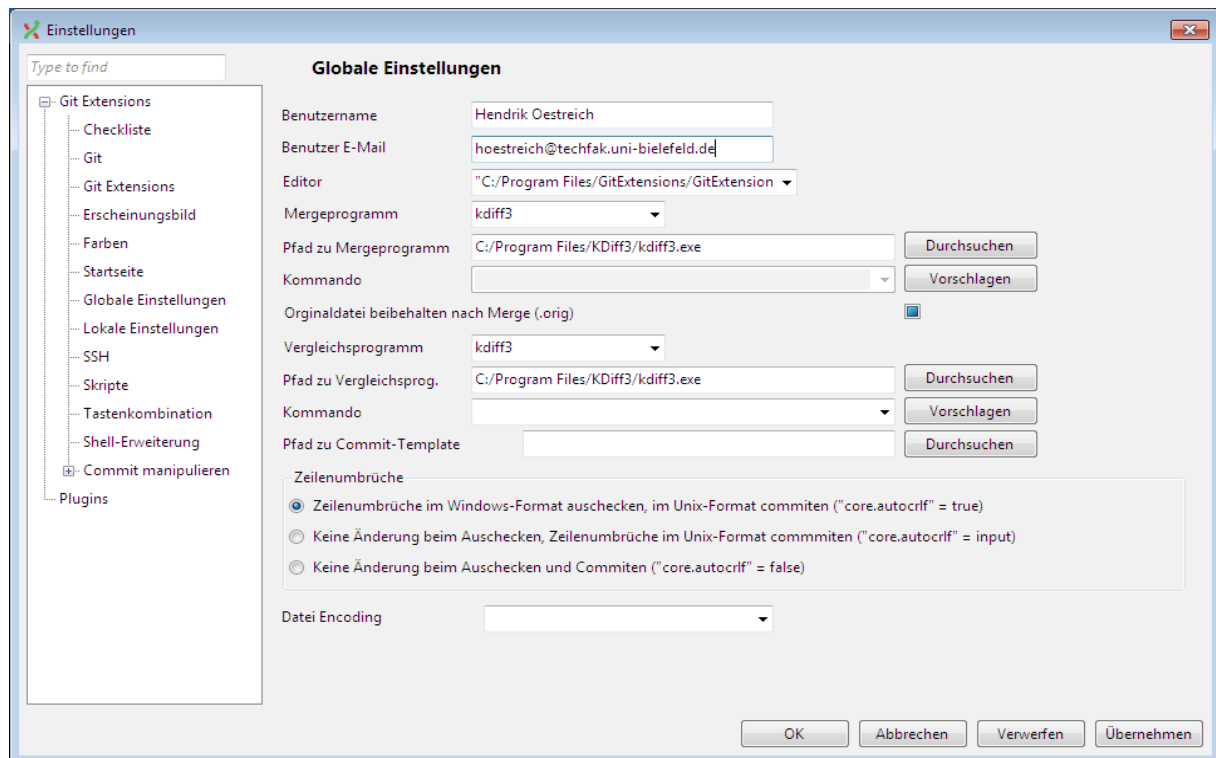 Einstellungen
Type to find
Git Extensions
Checkliste
Git
Git Extensions
Erscheinungsbild
Farben
Startseite
Globale Einstellungen
Lokale Einstellungen
SSH
Skripte
Tastenkombination
Shell-Erweiterung
Commit manipulieren
Plugins
Globale Einstellungen
Benutzername Hendrik Oestreich
Benutzer E-Mail hoestreich@techfak.uni-bielefeld.de
Editor "C:/Program Files/GitExtensions/GitExtension
Mergeprogramm kdiff3
Pfad zu Mergeprogramm C:/Program Files/KDiff3/kdiff3.exe Durchsuchen
Kommando Vorschlagen
Orginaldatei beibehalten nach Merge (.orig)
Vergleichsprogramm kdiff3
Pfad zu Vergleichsprog. C:/Program Files/KDiff3/kdiff3.exe Durchsuchen
Kommando Vorschlagen
Pfad zu Commit-Template Durchsuchen
Zeilenumbrüche
Zeilenumbrüche im Windows-Format auschecken, im Unix-Format commiten ("core.autocrlf" = true)
Keine Änderung beim Auschecken, Zeilenumbrüche im Unix-Format commmiten ("core.autocrlf" = input)
Keine Änderung beim Auschecken und Commiten ("core.autocrlf" = false)
Datei Encoding
OK Abbrechen Verwerfen Übernehmen